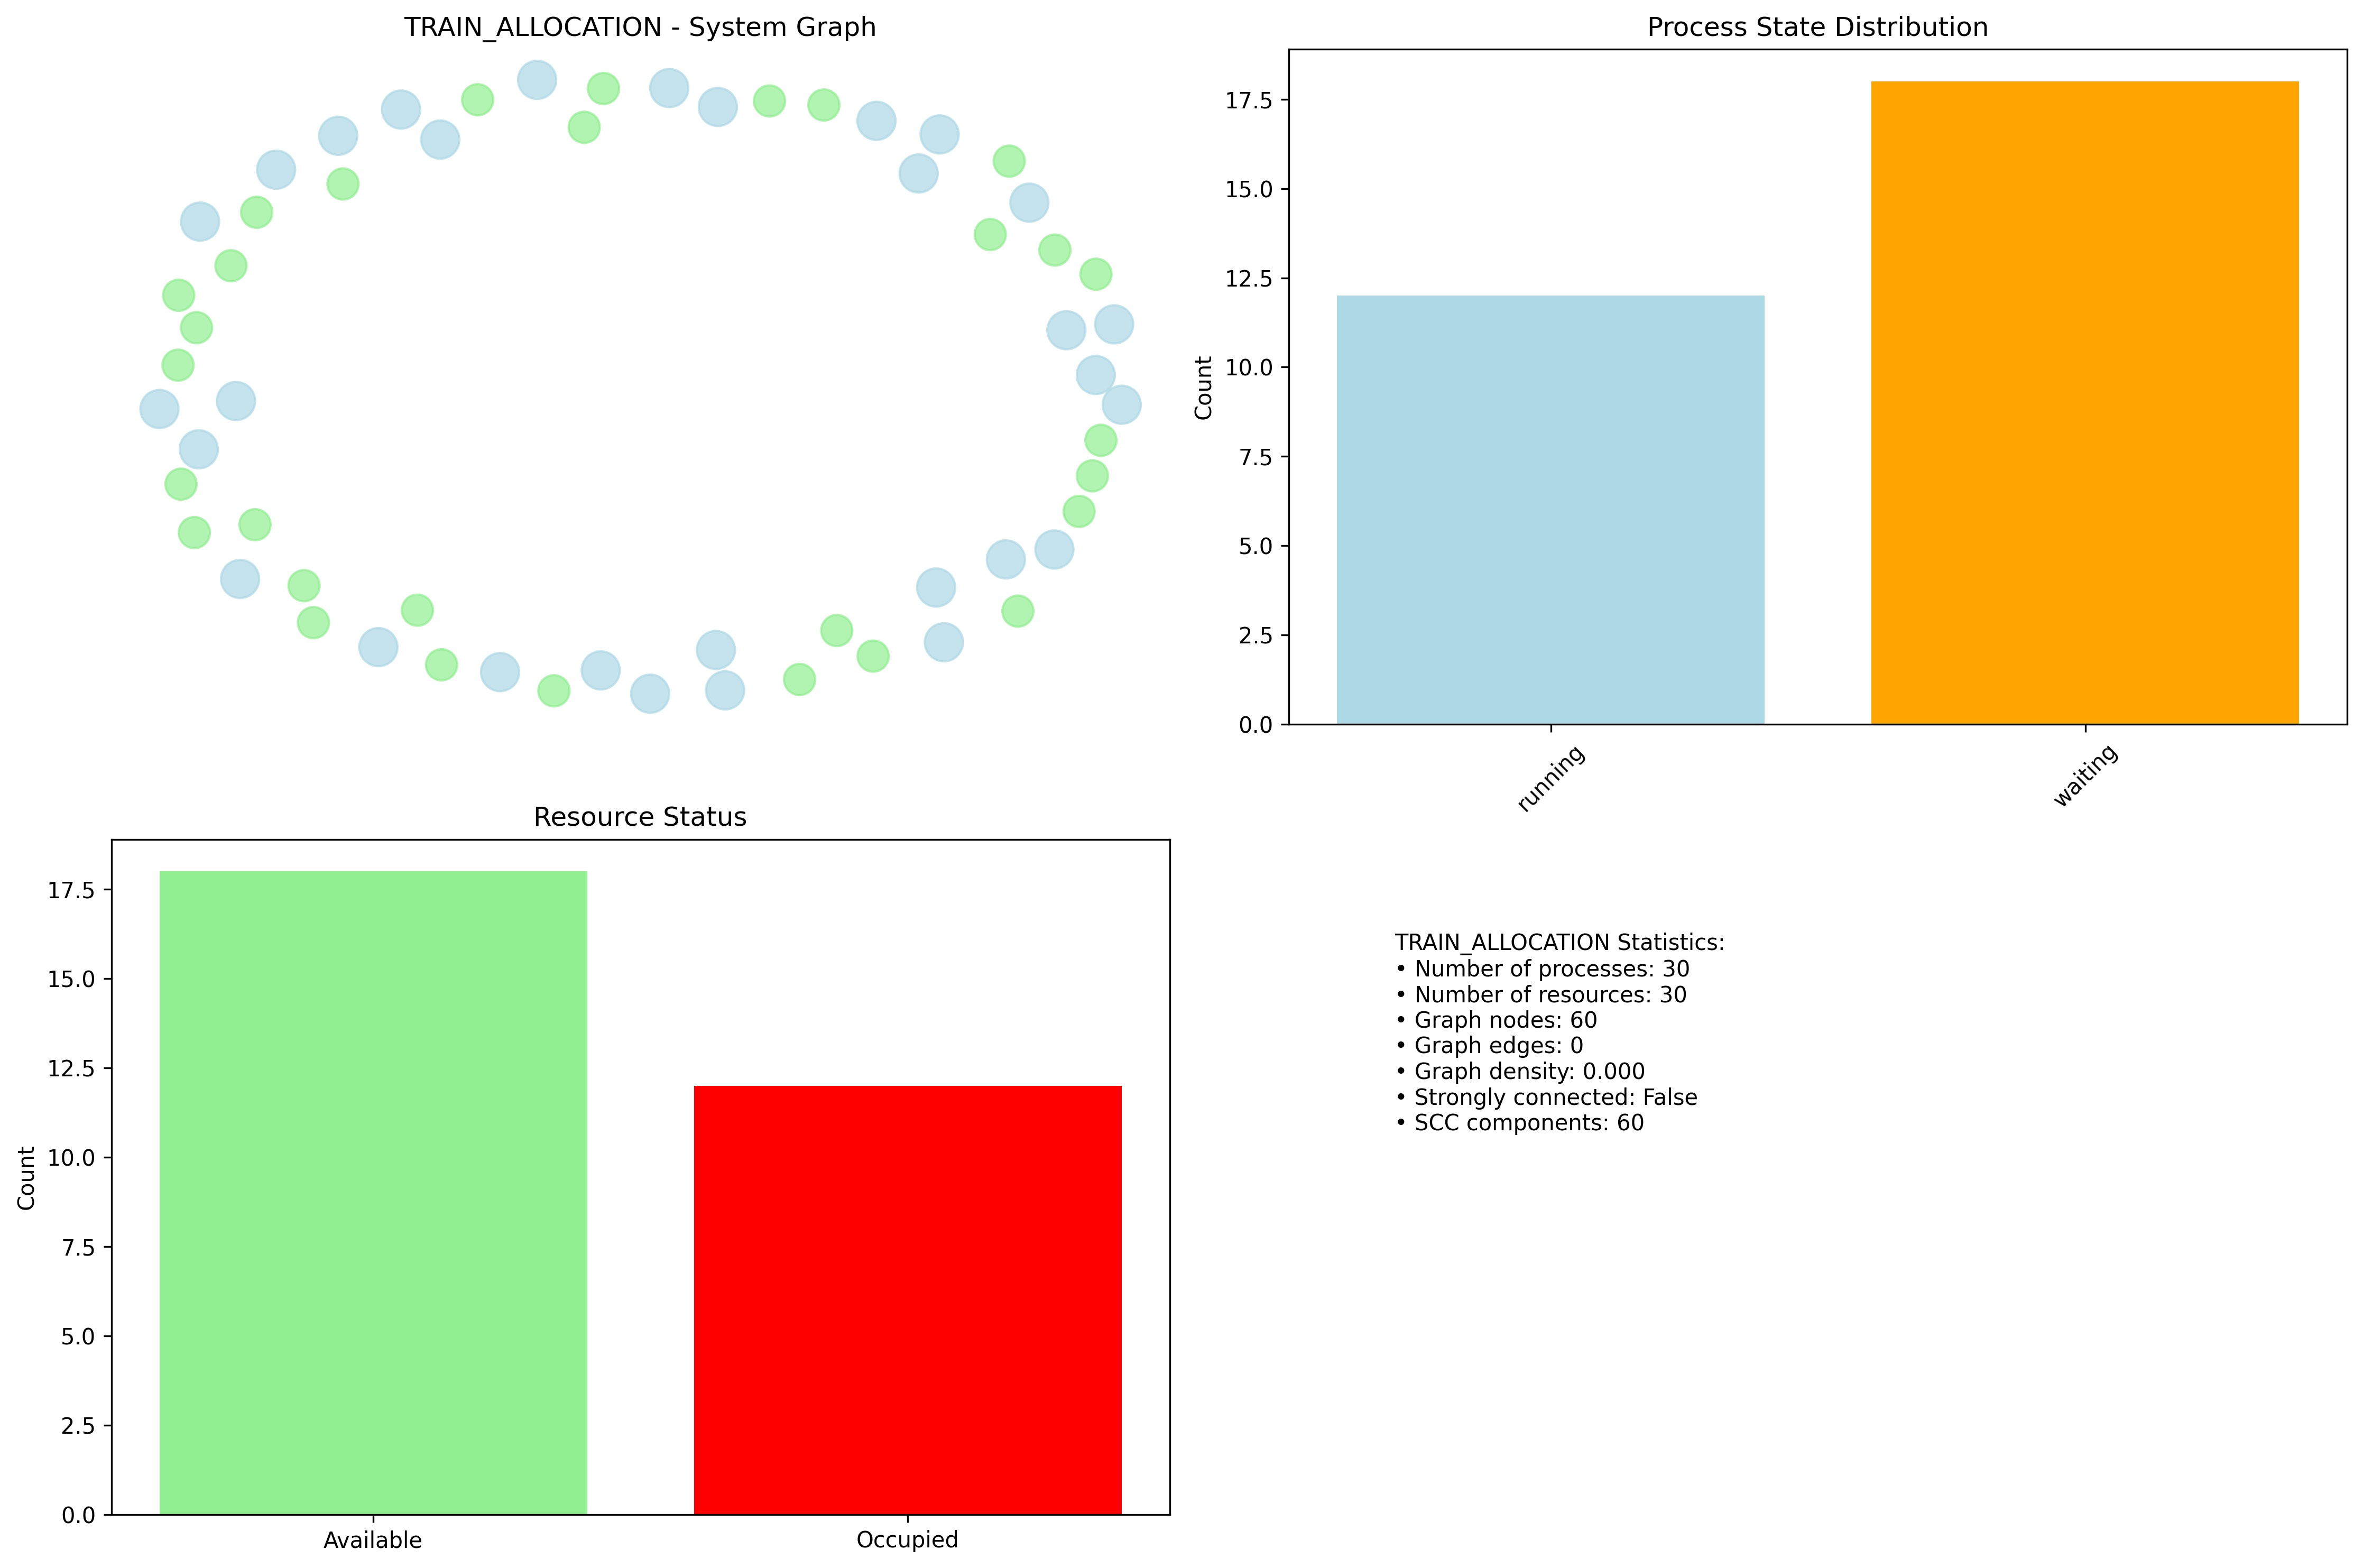 TRAIN_ALLOCATION - System Graph
Process State Distribution
Count
17.5
15.0
12.5
10.0
7.5
5.0
2.5
0.0
running
waiting
Resource Status
Count
17.5
15.0
12.5
10.0
7.5
5.0
2.5
0.0
Available
Occupied
TRAIN_ALLOCATION Statistics:
• Number of processes: 30
• Number of resources: 30
• Graph nodes: 60
• Graph edges: 0
• Graph density: 0.000
• Strongly connected: False
• SCC components: 60